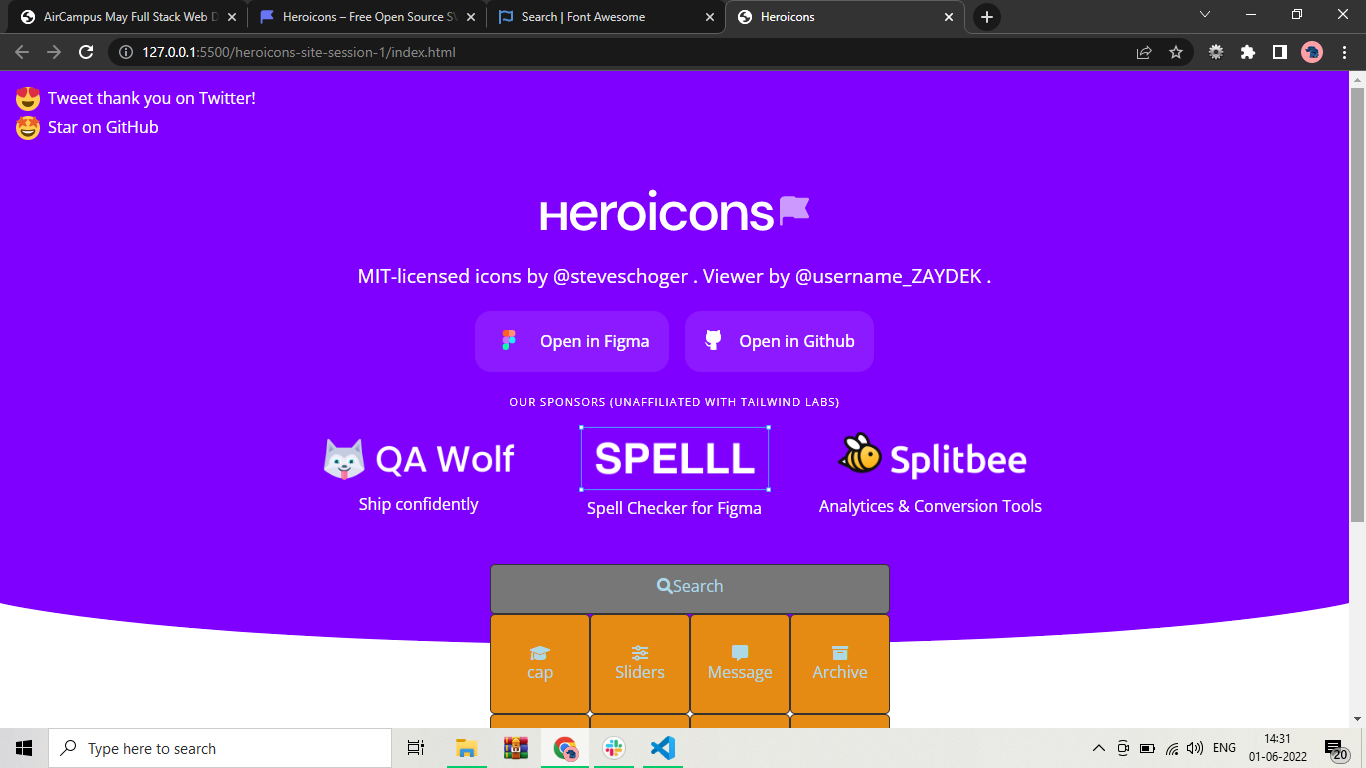 AirCampus May Full Stack Web D
Heroicons – Free Open Source SV
Search | Font Awesome
Heroicons
127.0.0.1:5500/heroicons-site-session-1/index.html
Tweet thank you on Twitter!
Star on GitHub
Heroicons
MIT-licensed icons by @steveschoger . Viewer by @username_ZAYDEK .
Open in Figma
Open in Github
OUR SPONSORS (UNAFFILIATED WITH TAILWIND LABS)
QA Wolf
SPELLL
Splitbee
Ship confidently
Spell Checker for Figma
Analytices & Conversion Tools
Search
cap
Sliders
Message
Archive
Type here to search
ENG
14:31
01-06-2022
20